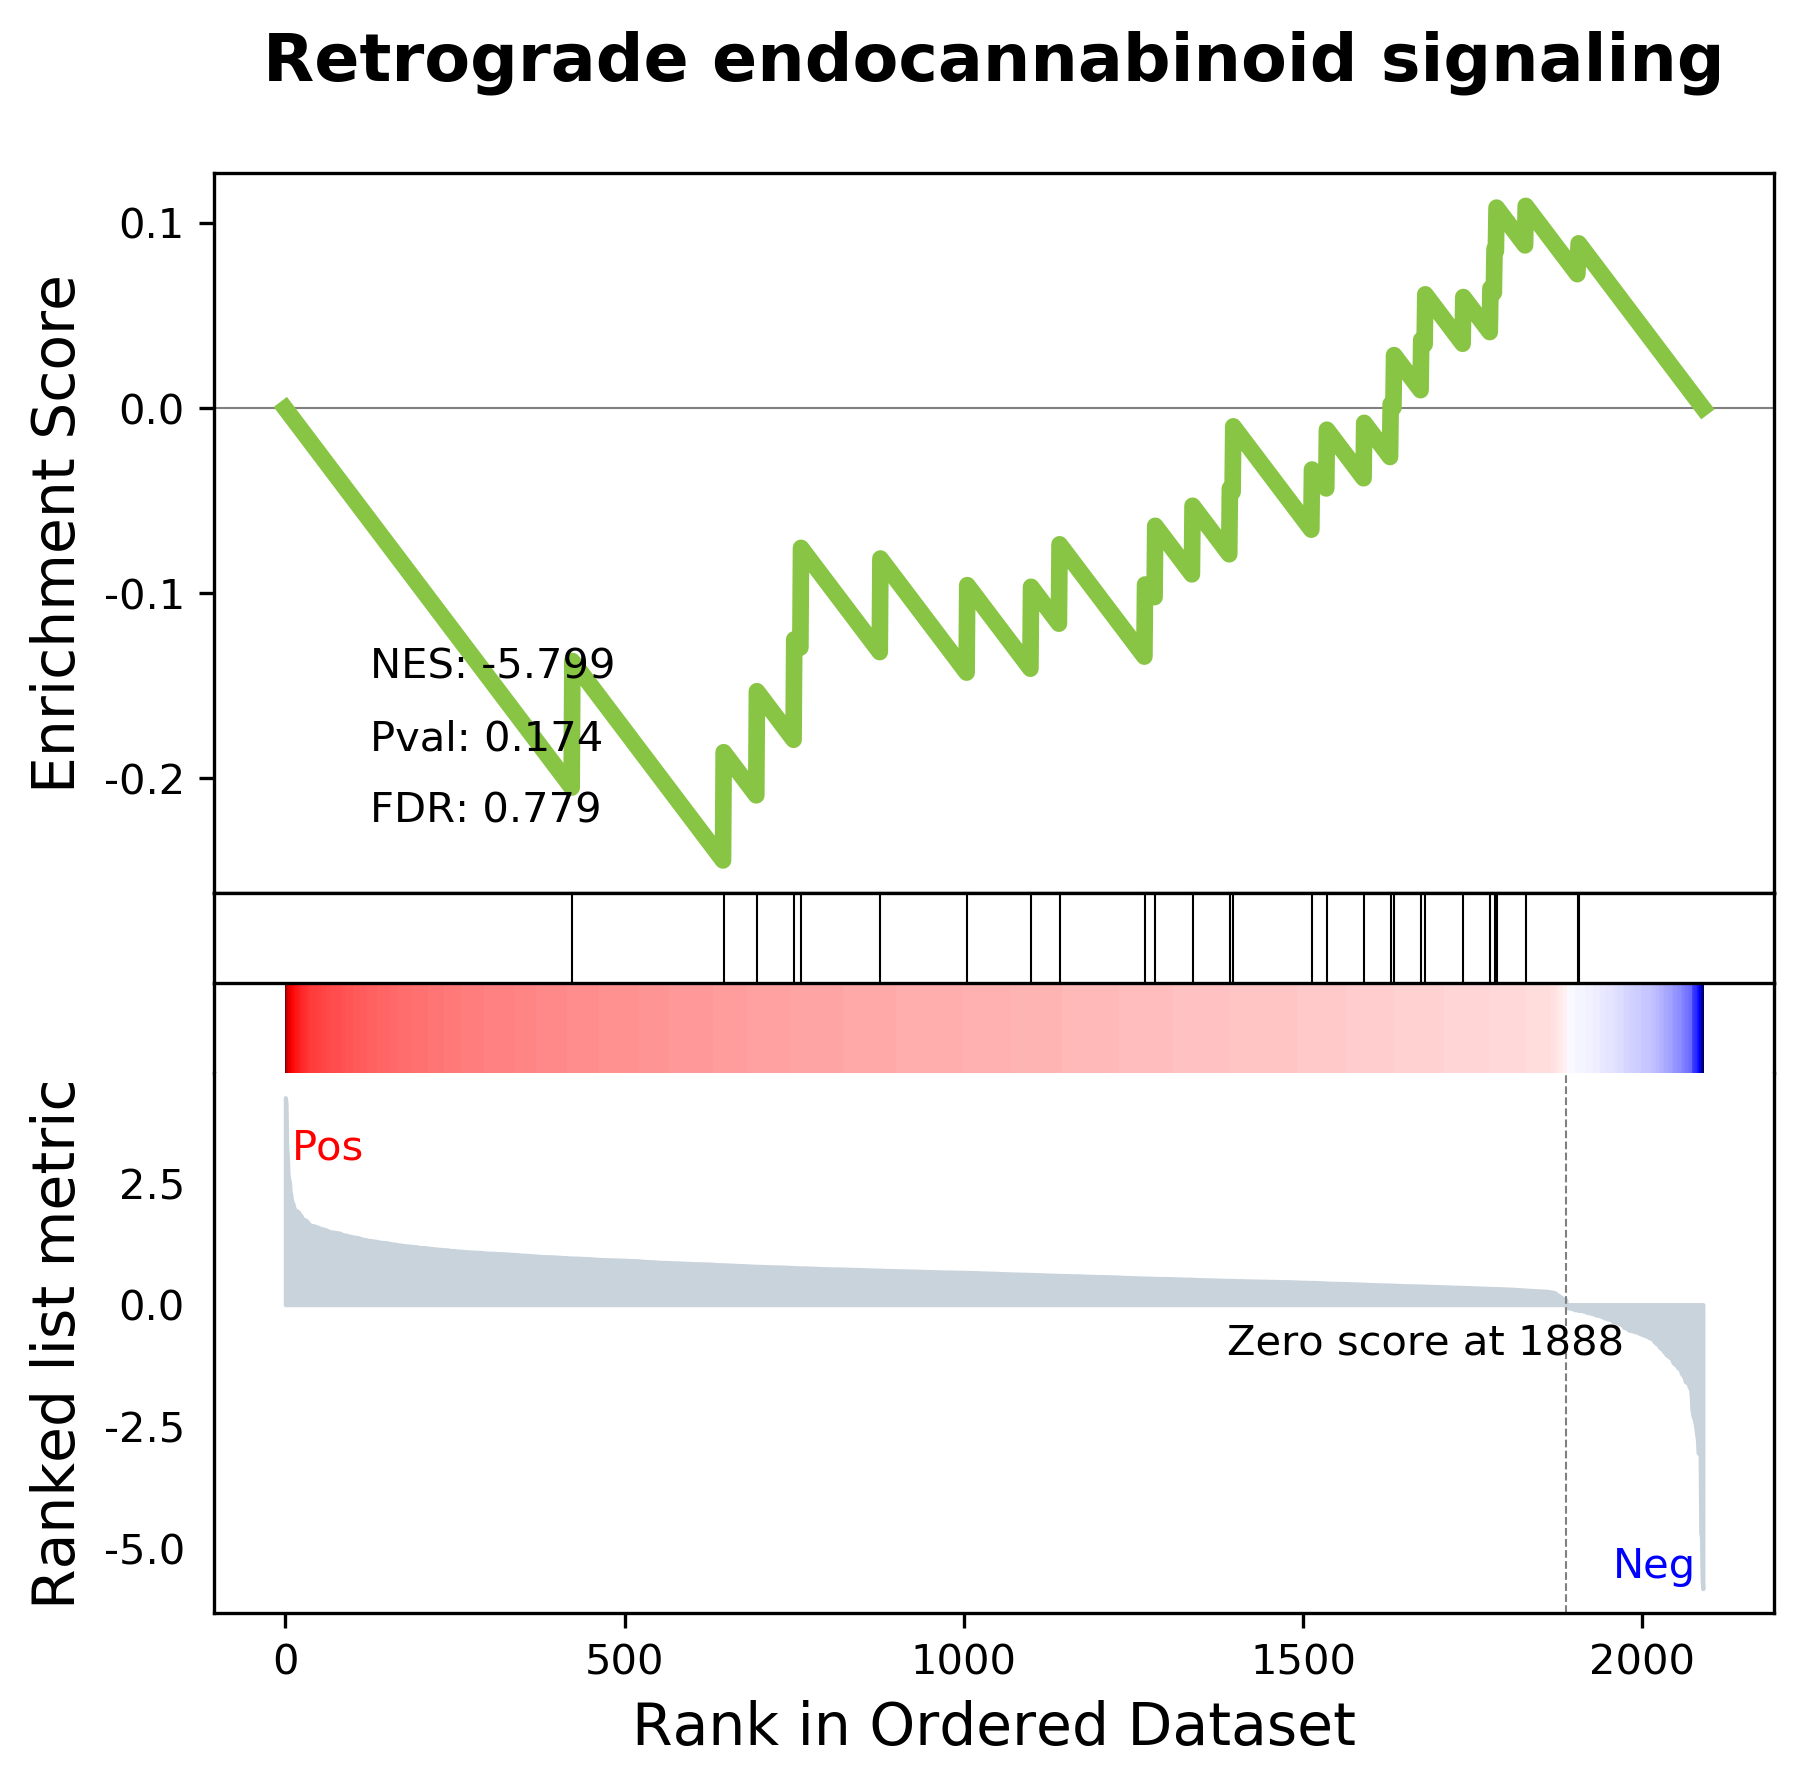 Retrograde endocannabinoid signaling
Enrichment Score
0.1
0.0
-0.1
-0.2
NES: -5.799
Pval: 0.174
FDR: 0.779
Ranked list metric
2.5
0.0
-2.5
-5.0
Pos
Zero score at 1888
Neg
0 500 1000 1500 2000
Rank in Ordered Dataset